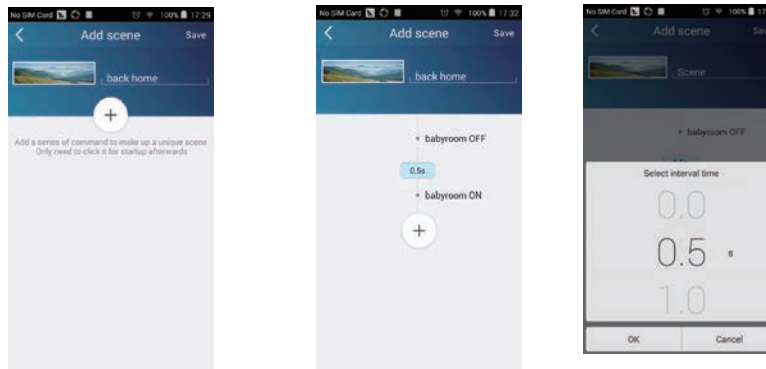 No SIM Card 100% 17:29
Add scene Save
back home
Add a series of command to make up a unique scene
Only need to click it for startup afterwards
No SIM Card 100% 17:32
Add scene Save
back home
babyroom OFF
0.5s
babyroom ON
No SIM Card 100%
Add scene
Scene
babyroom OFF
Select interval time
0.0
0.5 s
1.0
OK Cancel